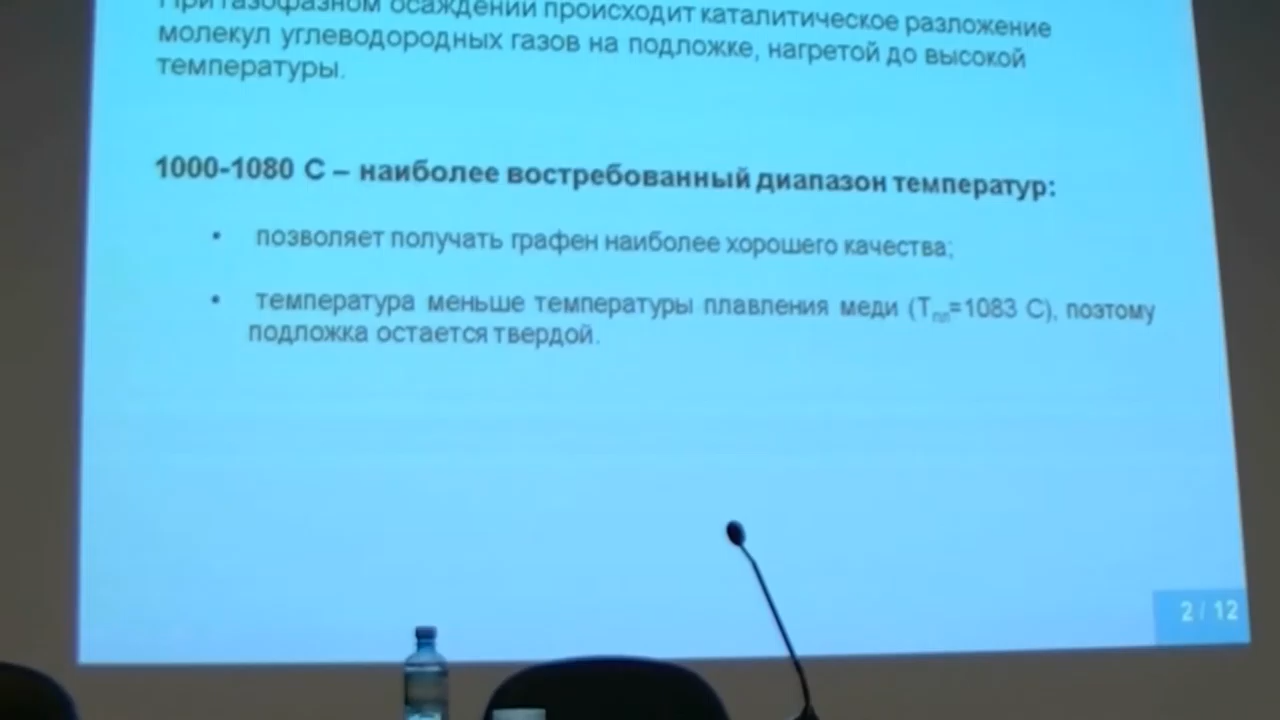 При газофазном осаждении происходит каталитическое разложение
молекул углеводородных газов на подложке, нагретой до высокой
температуры.
1000-1080 С – наиболее востребованный диапазон температур:
• позволяет получать графен наиболее хорошего качества;
• температура меньше температуры плавления меди (Tпл=1083 С), поэтому
подложка остается твердой.
2 / 12